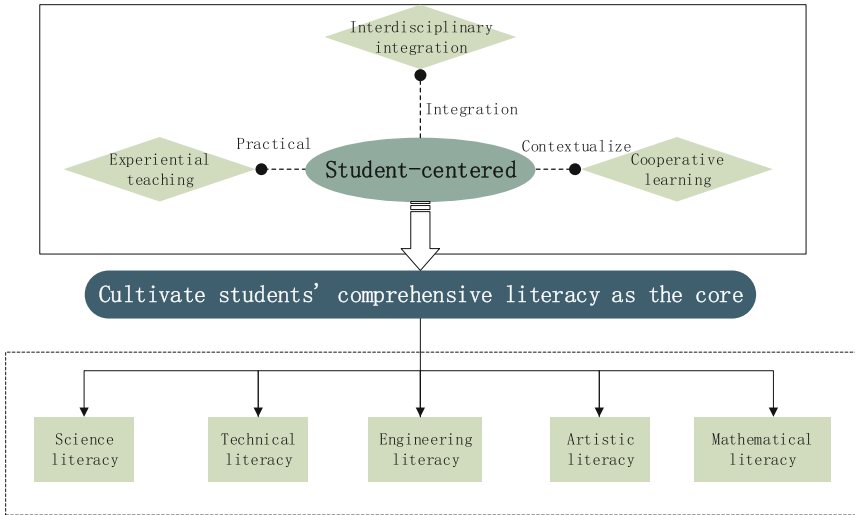 Interdisciplinary
integration
Integration
Practical
Contextualize
Experiential
teaching
Student-centered
Cooperative
learning
Cultivate students’ comprehensive literacy as the core
Science
literacy
Technical
literacy
Engineering
literacy
Artistic
literacy
Mathematical
literacy